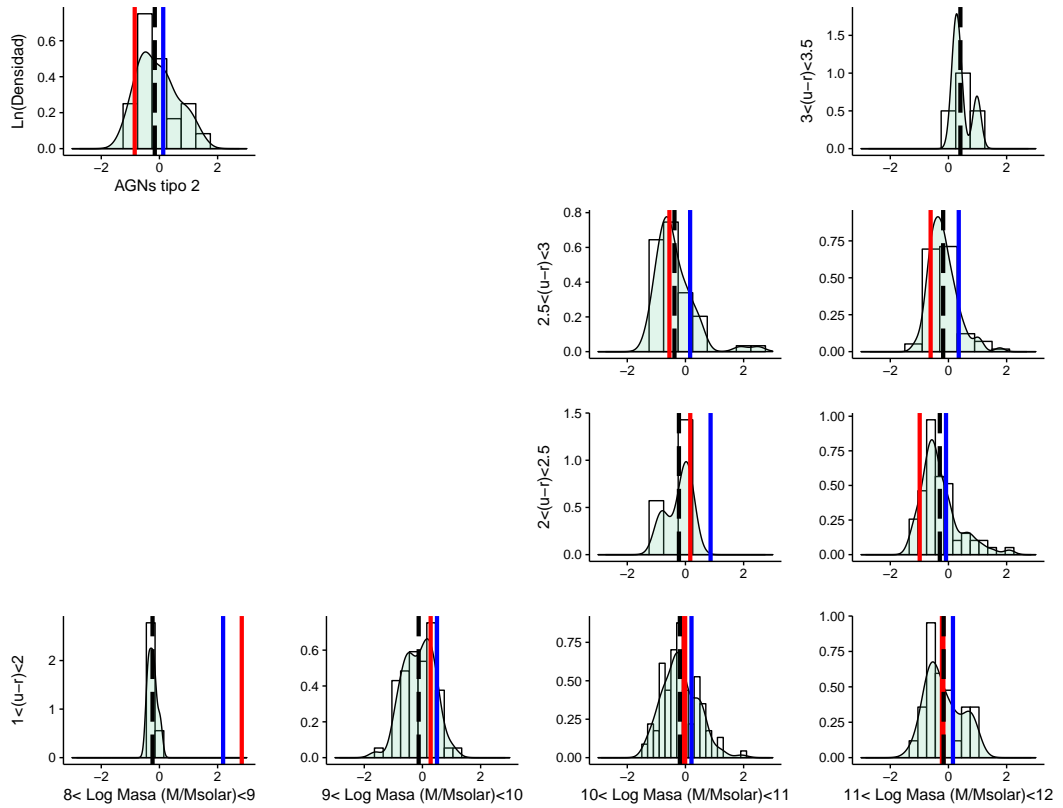 Ln(Densidad)
0.6
0.4
0.2
0.0
−2 0 2
AGNs tipo 2
3<(u−r)<3.5
1.5
1.0
0.5
0.0
−2 0 2
2.5<(u−r)<3
0.8
0.6
0.4
0.2
0.0
−2 0 2
0.75
0.50
0.25
0.00
−2 0 2
2<(u−r)<2.5
1.5
1.0
0.5
0.0
−2 0 2
1.00
0.75
0.50
0.25
0.00
−2 0 2
1<(u−r)<2
2
1
0
−2 0 2
8< Log Masa (M/Msolar)<9
0.6
0.4
0.2
0.0
−2 0 2
9< Log Masa (M/Msolar)<10
0.75
0.50
0.25
0.00
−2 0 2
10< Log Masa (M/Msolar)<11
1.00
0.75
0.50
0.25
0.00
−2 0 2
11< Log Masa (M/Msolar)<12